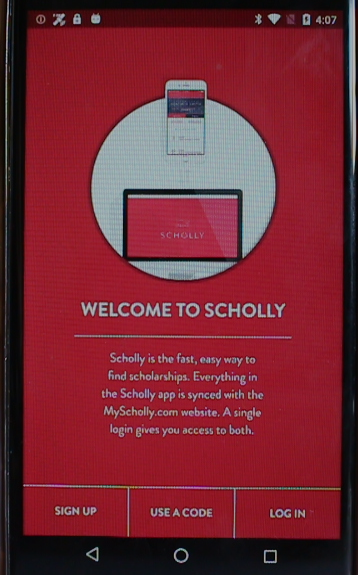 4:07
SCHOLLY
WELCOME TO SCHOLLY
Scholly is the fast, easy way to
find scholarships. Everything in
the Scholly app is synced with the
MyScholly.com website. A single
login gives you access to both.
SIGN UP USE A CODE LOG IN